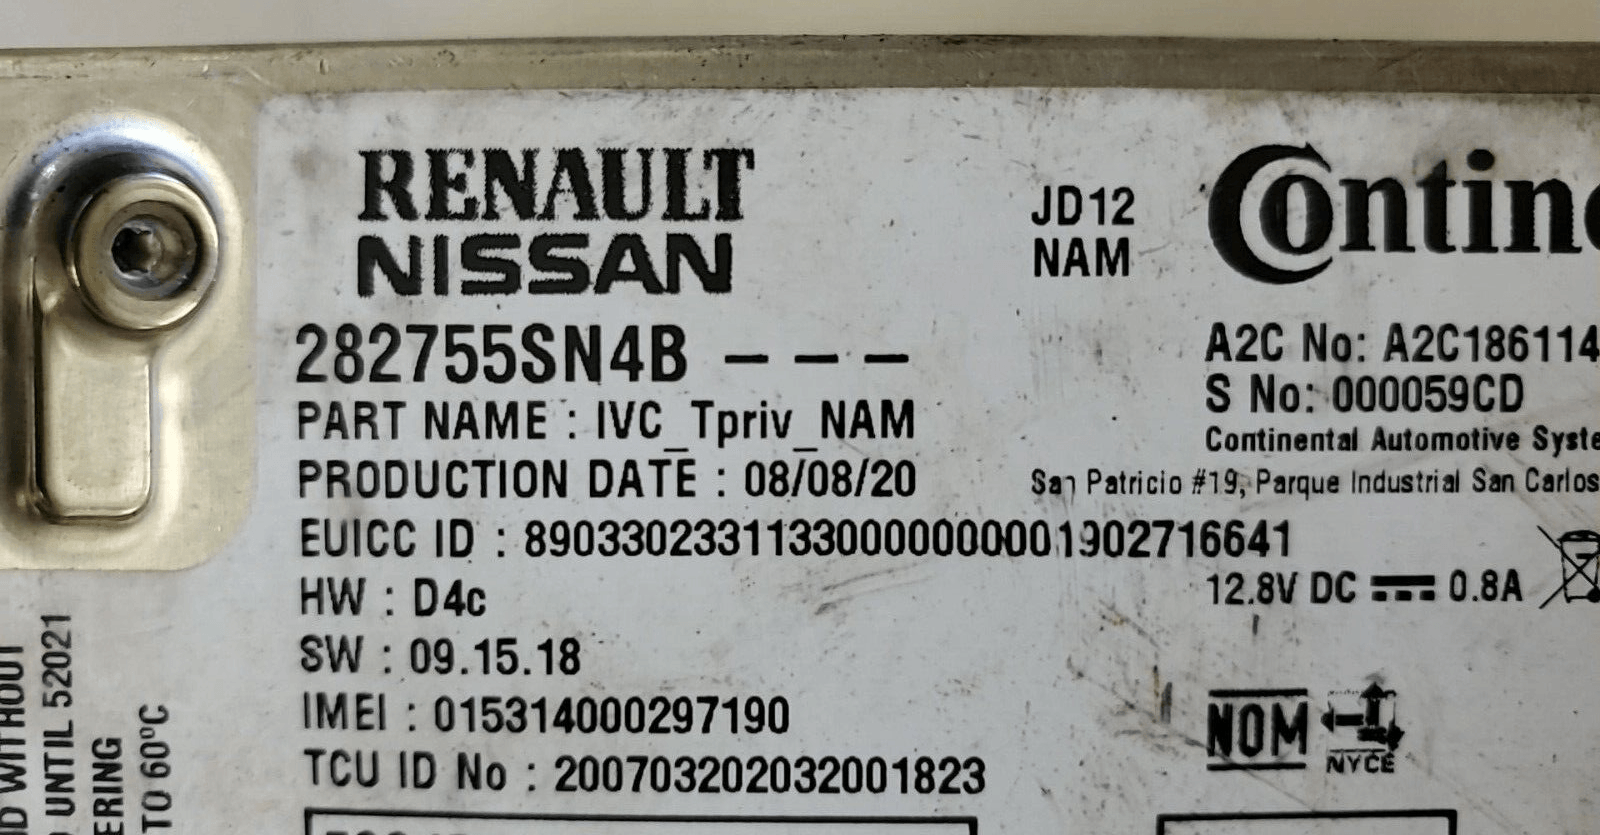 RENAULT
NISSAN
JD12
NAM
Contin
282755SN4B – – –
A2C No: A2C186114
PART NAME : IVC_Tpriv_NAM
S No: 000059CD
Continental Automotive Syste
PRODUCTION DATE : 08/08/20
San Patricio #19, Parque Industrial San Carlos
EUICC ID : 89033023311330000000001902716641
12.8V DC 0.8A
HW : D4c
SW : 09.15.18
IMEI : 015314000297190
NOM
NYCE
TCU ID No : 200703202032001823
WITHOUT
UNTIL 52021
ERING
TO 60ºC